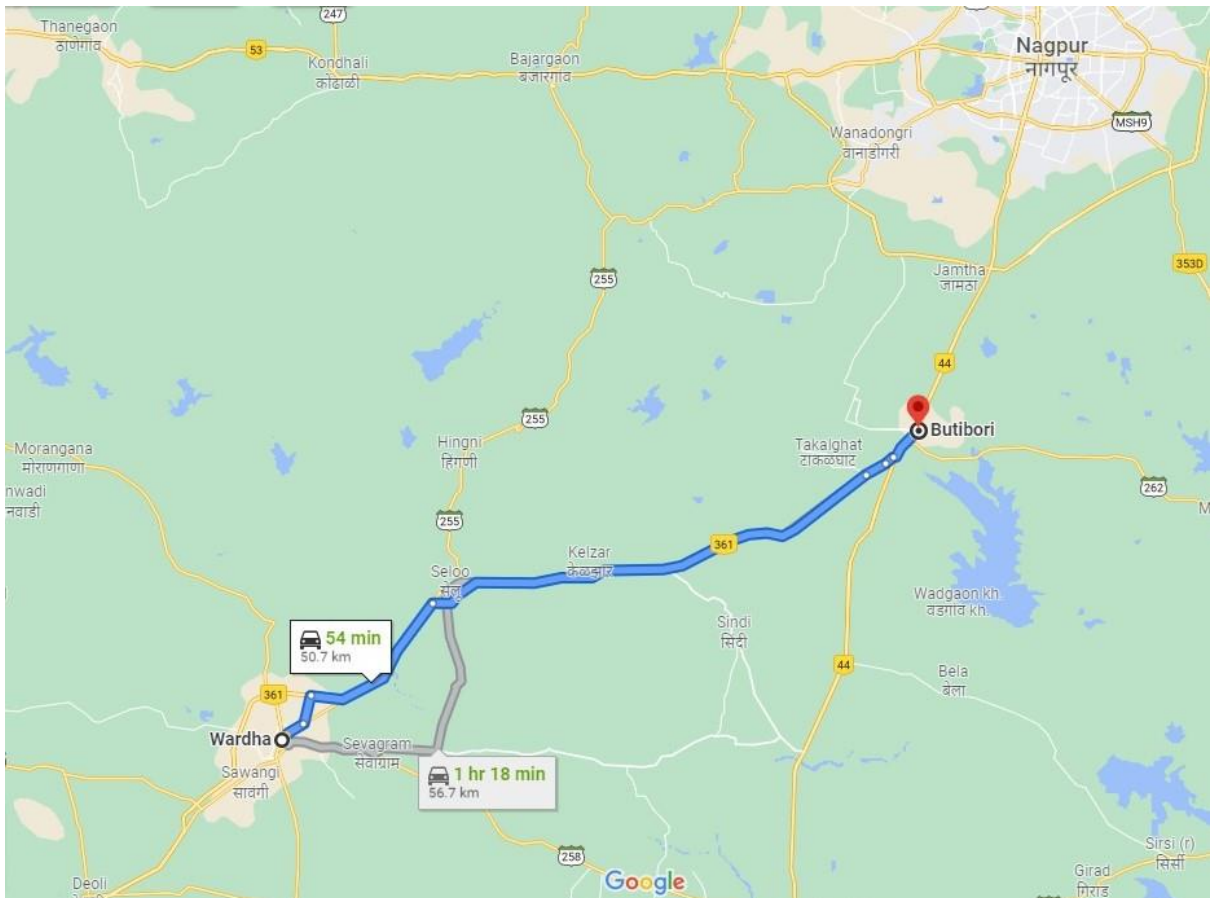 247
Thanegaon
ठाणेगाव
53
Kondhali
कोंढाळी
Bajargaon
बजारगाव
Nagpur
नागपूर
MSH9
Wanadongri
वानाडोंगरी
255
353D
Jamtha
जामठा
44
255
Butibori
Morangana
मोराणगाणा
Hingni
हिंगणी
Takalghat
टाकळघाट
262
nwadi
नवाडी
M
255
361
Kelzar
केळझार
Seloo
सेलू
Wadgaon kh.
वडगाव kh.
Sindi
सिंदी
54 min
50.7 km
44
Bela
बेला
361
Wardha
Sevagram
सेवाग्राम
1 hr 18 min
56.7 km
Sawangi
सावंगी
258
Google
Sirsi (r)
सिर्सी
Girad
गिराड
Deoli